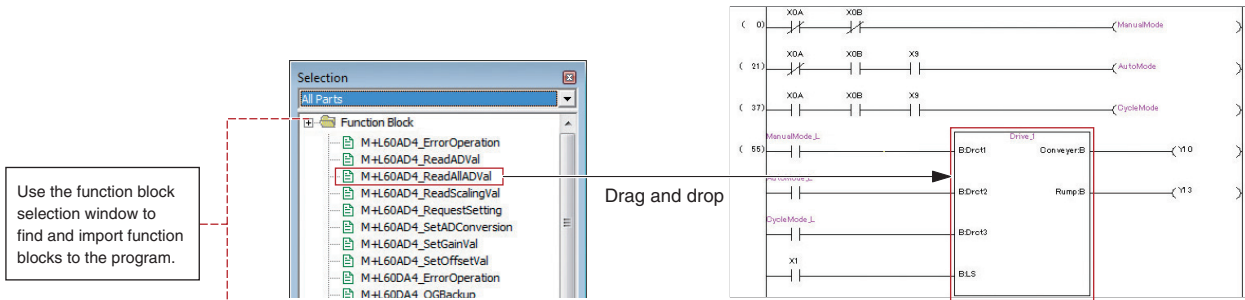 Use the function block
selection window to
find and import function
blocks to the program.
Selection
All Parts
Function Block
M+L60AD4_ErrorOperation
M+L60AD4_ReadADVal
M+L60AD4_ReadAllADVal
M+L60AD4_ReadScalingVal
M+L60AD4_RequestSetting
M+L60AD4_SetADConversion
M+L60AD4_SetGainVal
M+L60AD4_SetOffsetVal
M+L60DA4_ErrorOperation
M+L60DA4_OGBackup
Drag and drop
X0A X0B
( 0) ManualMode
X0A X0B X9
( 21) AutoMode
X0A X0B X9
( 37) CycleMode
ManualMode_L Drive_1
( 55) B:Drct1 Conveyer:B Y10
AutoMode_L
B:Drct2 Rump:B Y13
CycleMode_L
B:Drct3
X1
B:LS